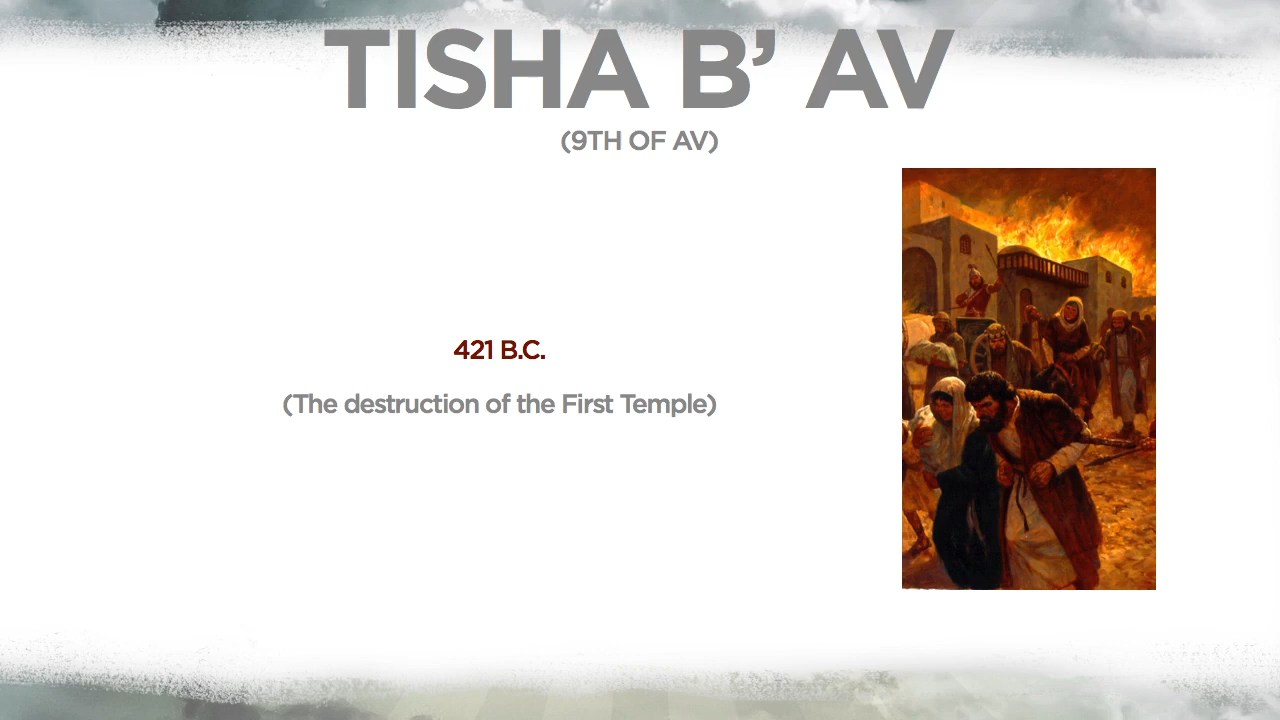 TISHA B’ AV
(9TH OF AV)
421 B.C.
(The destruction of the First Temple)